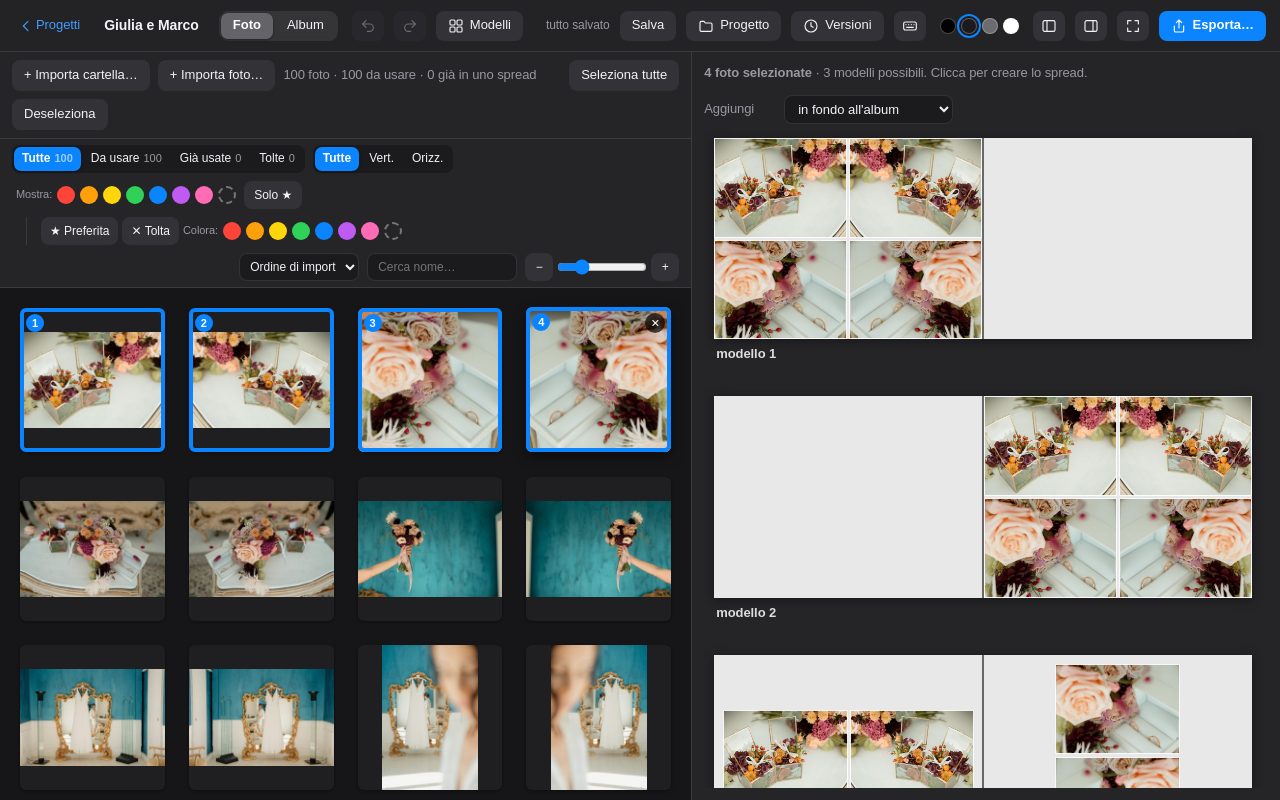 Progetti Giulia e Marco Foto Album Modelli tutto salvato Salva Progetto Versioni Esporta…
+ Importa cartella… + Importa foto… 100 foto · 100 da usare · 0 già in uno spread Seleziona tutte
Deseleziona
Tutte 100 Da usare 100 Già usate 0 Tolte 0 Tutte Vert. Orizz.
Mostra: Solo ★
★ Preferita ✕ Tolta Colora:
Ordine di import Cerca nome… − +
1 2 3 4 ✕
4 foto selezionate · 3 modelli possibili. Clicca per creare lo spread.
Aggiungi in fondo all'album
modello 1
modello 2